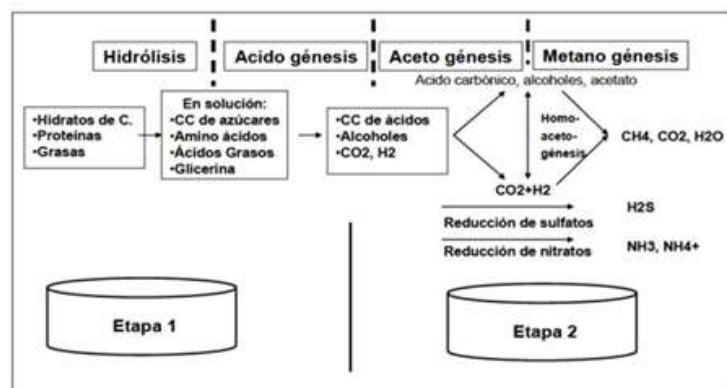 Hidrólisis
Acido génesis
Aceto génesis
Metano génesis
Acido carbónico, alcoholes, acetato
•Hidratos de C.
•Proteínas
•Grasas
En solución:
•CC de azúcares
•Amino ácidos
•Ácidos Grasos
•Glicerina
•CC de ácidos
•Alcoholes
•CO2, H2
Homo-
aceto-
génesis
CH4, CO2, H2O
CO2+H2
H2S
Reducción de sulfatos
Reducción de nitratos
NH3, NH4+
Etapa 1
Etapa 2